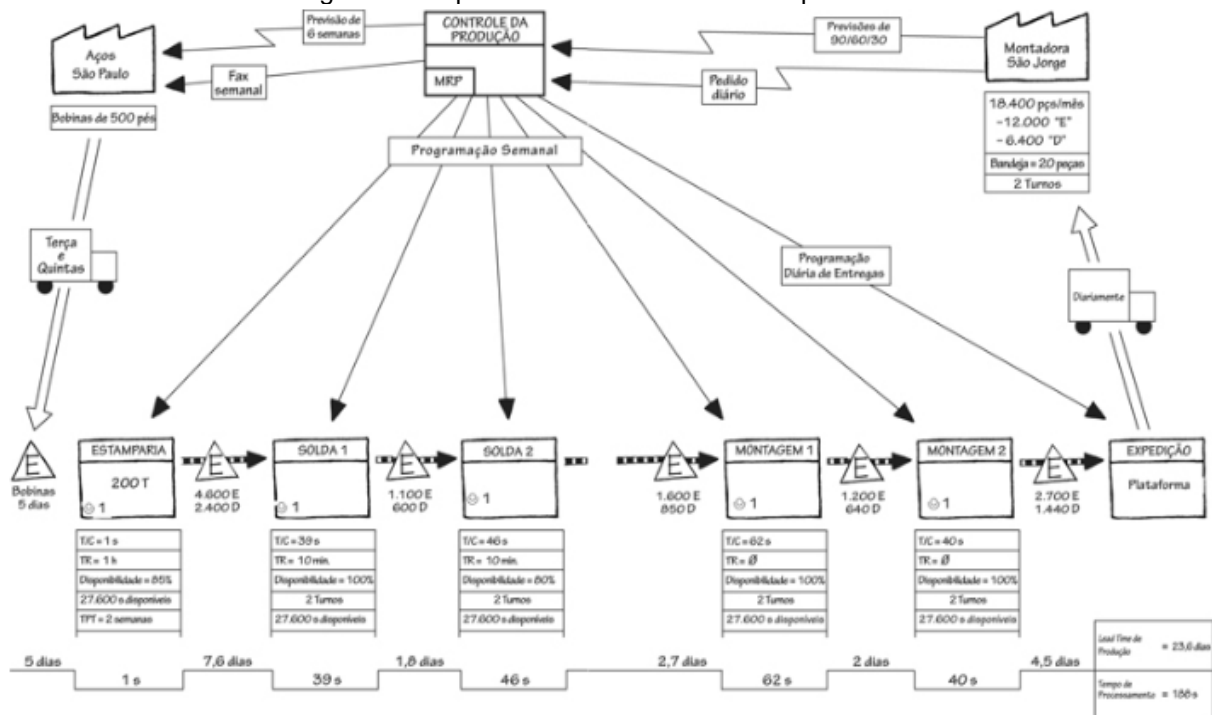 Previsão de
6 semanas
CONTROLE DA
PRODUÇÃO
MRP
Previsões de
90/60/30
Aços
São Paulo
Fax
semanal
Pedido
diário
Montadora
São Jorge
Bobinas de 500 pés
18.400 pçs/mês
-12.000 "E"
-6.400 "D"
Bandeja = 20 peças
2 Turnos
Programação Semanal
Terça
e
Quintas
Programação
Diária de Entregas
Diariamente
E
Bobinas
5 dias
ESTAMPARIA
200 T
1
E
4.600 E
2.400 D
SOLDA 1
1
E
1.100 E
600 D
SOLDA 2
1
E
1.600 E
850 D
MONTAGEM 1
1
E
1.200 E
640 D
MONTAGEM 2
1
E
2.700 E
1.440 D
EXPEDIÇÃO
Plataforma
T/C = 1 s
TR = 1 h
Disponibilidade = 85%
27.600 s disponíveis
TPT = 2 semanas
T/C = 39 s
TR = 10 min.
Disponibilidade = 100%
2 Turnos
27.600 s disponíveis
T/C = 46 s
TR = 10 min.
Disponibilidade = 80%
2 Turnos
27.600 s disponíveis
T/C = 62 s
TR = Ø
Disponibilidade = 100%
2 Turnos
27.600 s disponíveis
T/C = 40 s
TR = Ø
Disponibilidade = 100%
2 Turnos
27.600 s disponíveis
5 dias
1 s
7,6 dias
39 s
1,8 dias
46 s
2,7 dias
62 s
2 dias
40 s
4,5 dias
Lead Time de
Produção = 23,6 dias
Tempo de
Processamento = 188 s